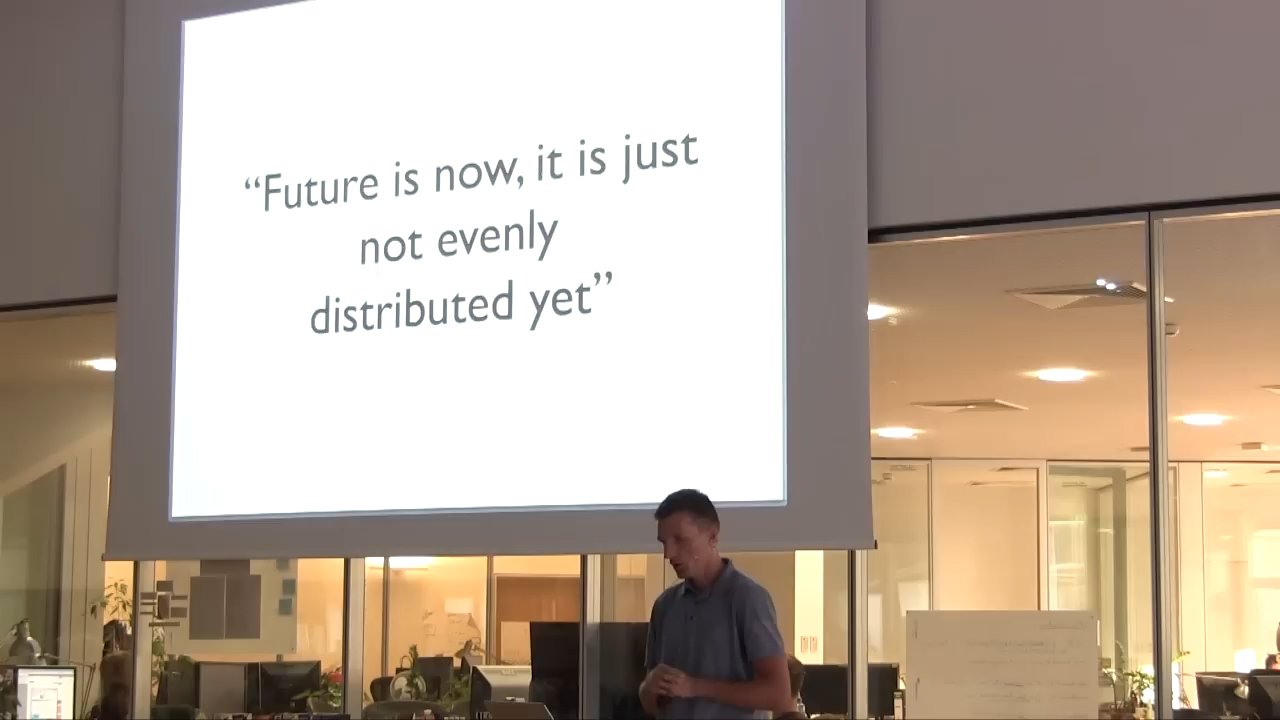 “Future is now, it is just
not evenly
distributed yet”